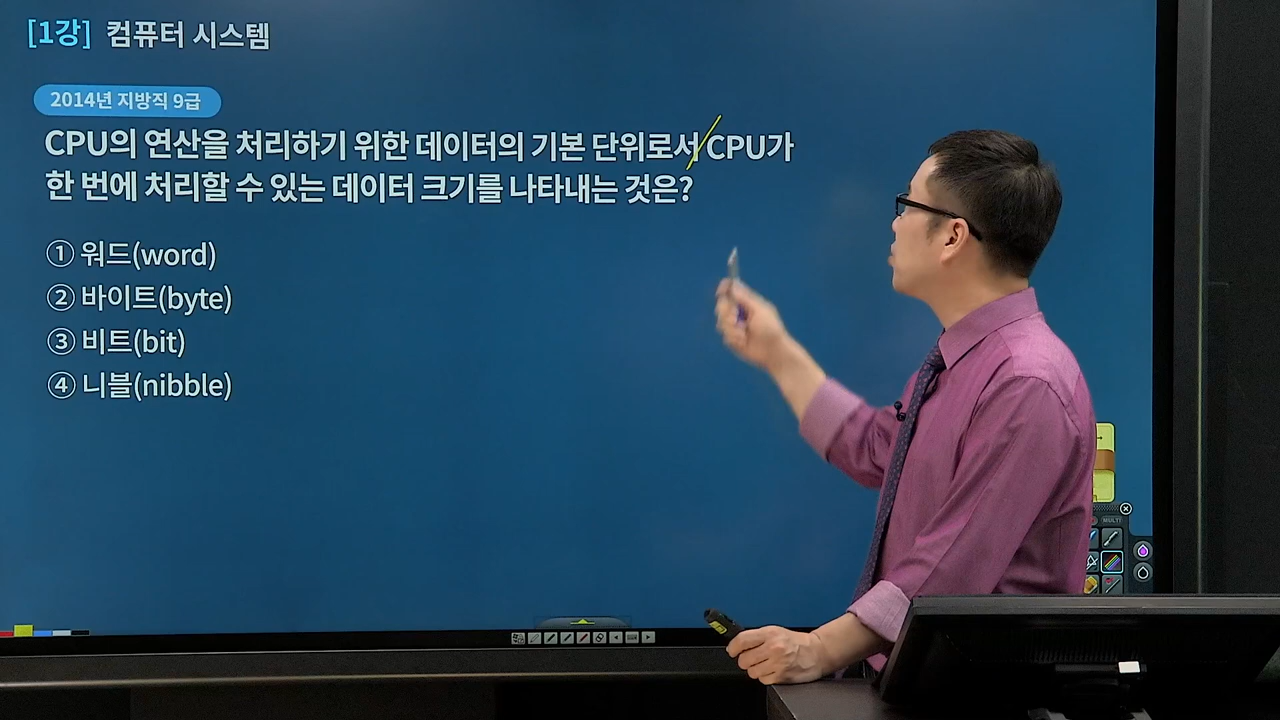 [1강] 컴퓨터 시스템
2014년 지방직 9급
CPU의 연산을 처리하기 위한 데이터의 기본 단위로서 CPU가
한 번에 처리할 수 있는 데이터 크기를 나타내는 것은?
① 워드(word)
② 바이트(byte)
③ 비트(bit)
④ 니블(nibble)
MULTI